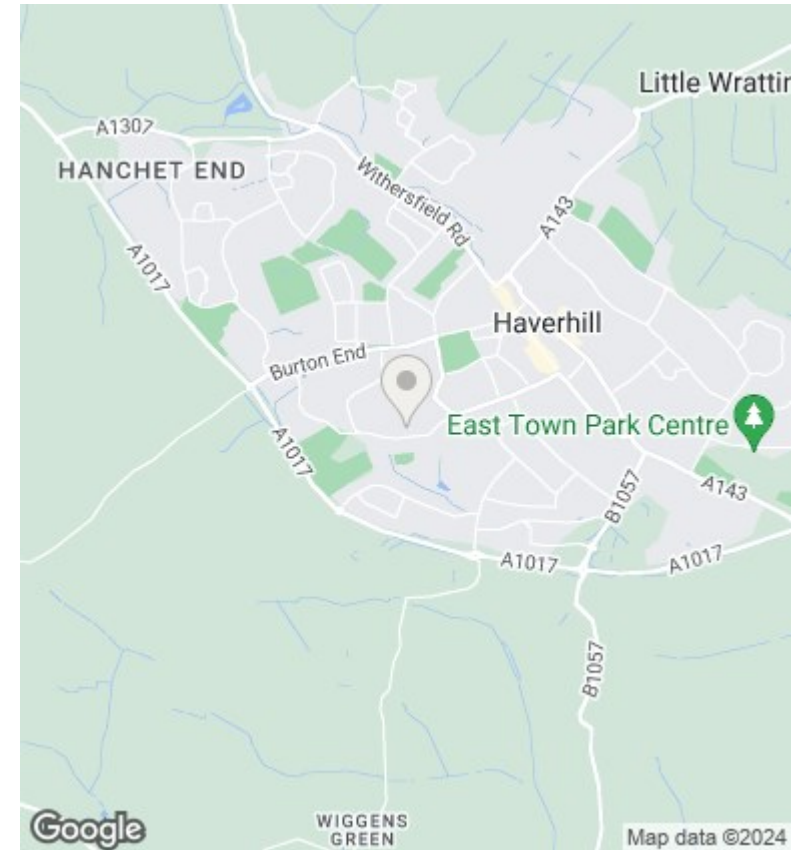 Little Wrattin
A1307
HANCHET END
Withersfield Rd
A143
A1017
Haverhill
Burton End
East Town Park Centre
A1017
B1057
A143
A1017
A1017
B1057
WIGGENS
GREEN
Google
Map data ©2024